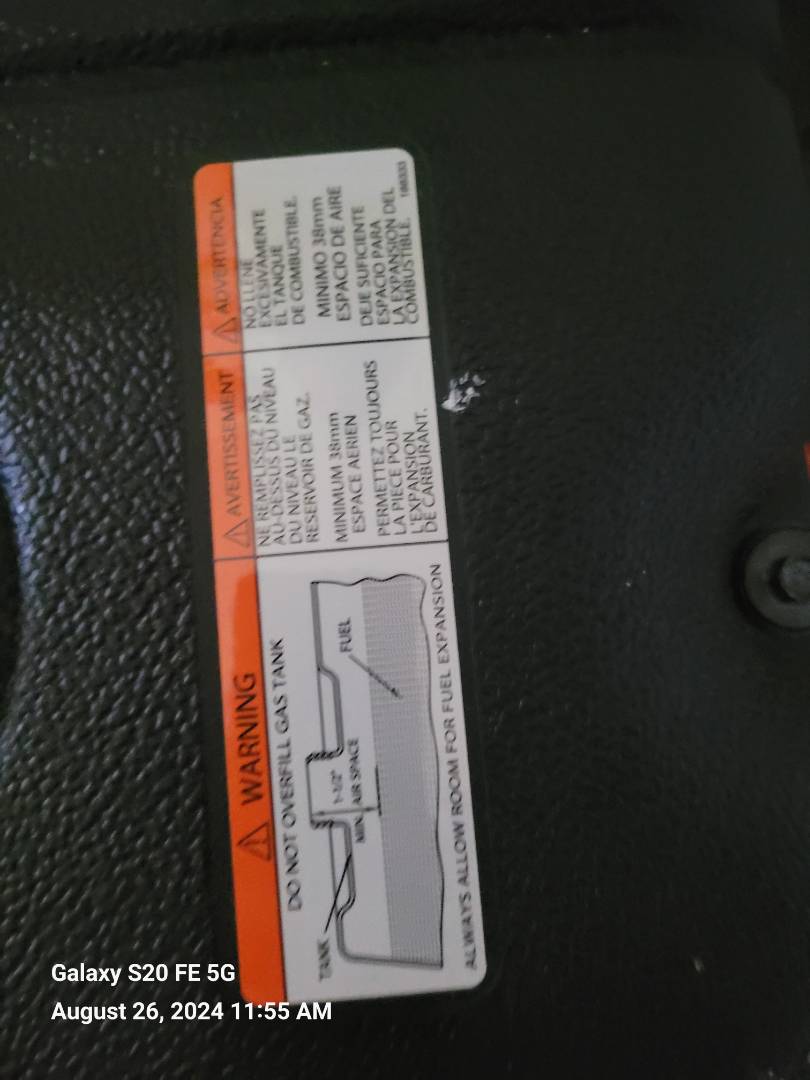 ⚠ WARNING
DO NOT OVERFILL GAS TANK
TANK
1-1/2"
MIN. AIR SPACE
FUEL
ALWAYS ALLOW ROOM FOR FUEL EXPANSION
⚠ AVERTISSEMENT
NE REMPLISSEZ PAS
AU-DESSUS DU NIVEAU
DU NIVEAU LE
RESERVOIR DE GAZ.
MINIMUM 38mm
ESPACE AERIEN
PERMETTEZ TOUJOURS
LA PIECE POUR
L'EXPANSION
DE CARBURANT.
⚠ ADVERTENCIA
NO LLENE
EXCESIVAMENTE
EL TANQUE
DE COMBUSTIBLE.
MINIMO 38mm
ESPACIO DE AIRE
DEJE SUFICIENTE
ESPACIO PARA
LA EXPANSION DEL
COMBUSTIBLE.
Galaxy S20 FE 5G
August 26, 2024 11:55 AM